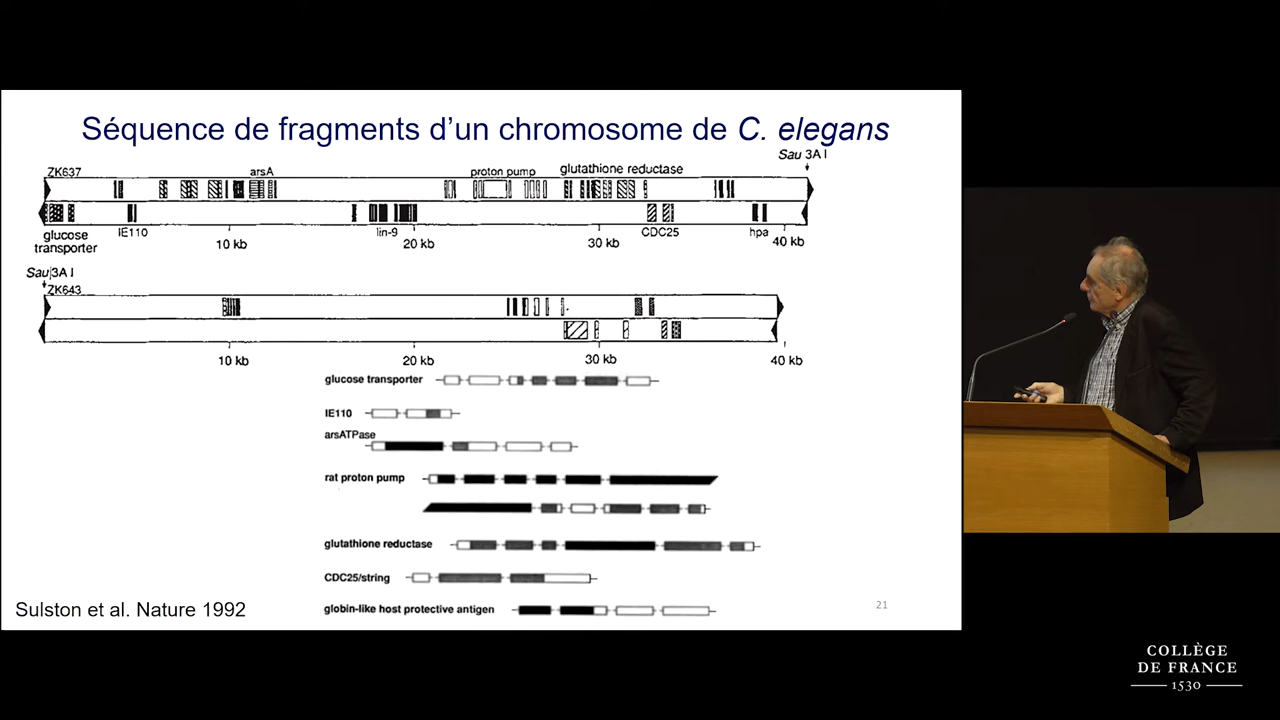 Séquence de fragments d'un chromosome de C. elegans
Sau 3A I
ZK637
arsA
proton pump
glutathione reductase
glucose transporter
IE110
10 kb
lin-9
20 kb
30 kb
CDC25
hpa
40 kb
Sau 3A I
ZK643
10 kb
20 kb
30 kb
40 kb
glucose transporter
IE110
arsATPase
rat proton pump
glutathione reductase
CDC25/string
globin-like host protective antigen
Sulston et al. Nature 1992
21
COLLÈGE
DE FRANCE
1530